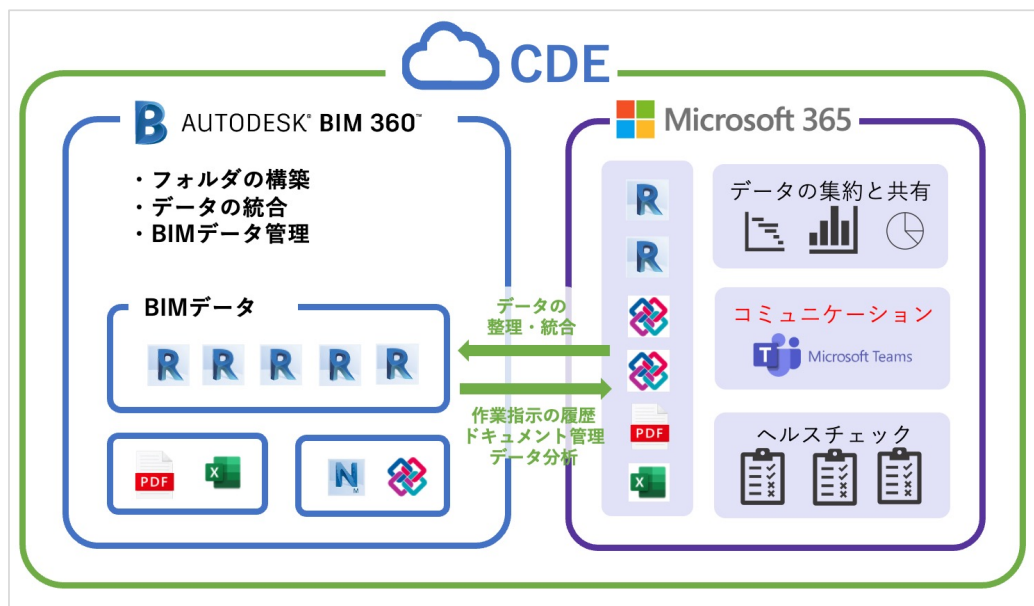 CDE
AUTODESK® BIM 360™
・フォルダの構築
・データの統合
・BIMデータ管理
BIMデータ
R R R R R
PDF
X
N M
データの
整理・統合
作業指示の履歴
ドキュメント管理
データ分析
Microsoft 365
R
R
PDF
X
データの集約と共有
コミュニケーション
T Microsoft Teams
ヘルスチェック